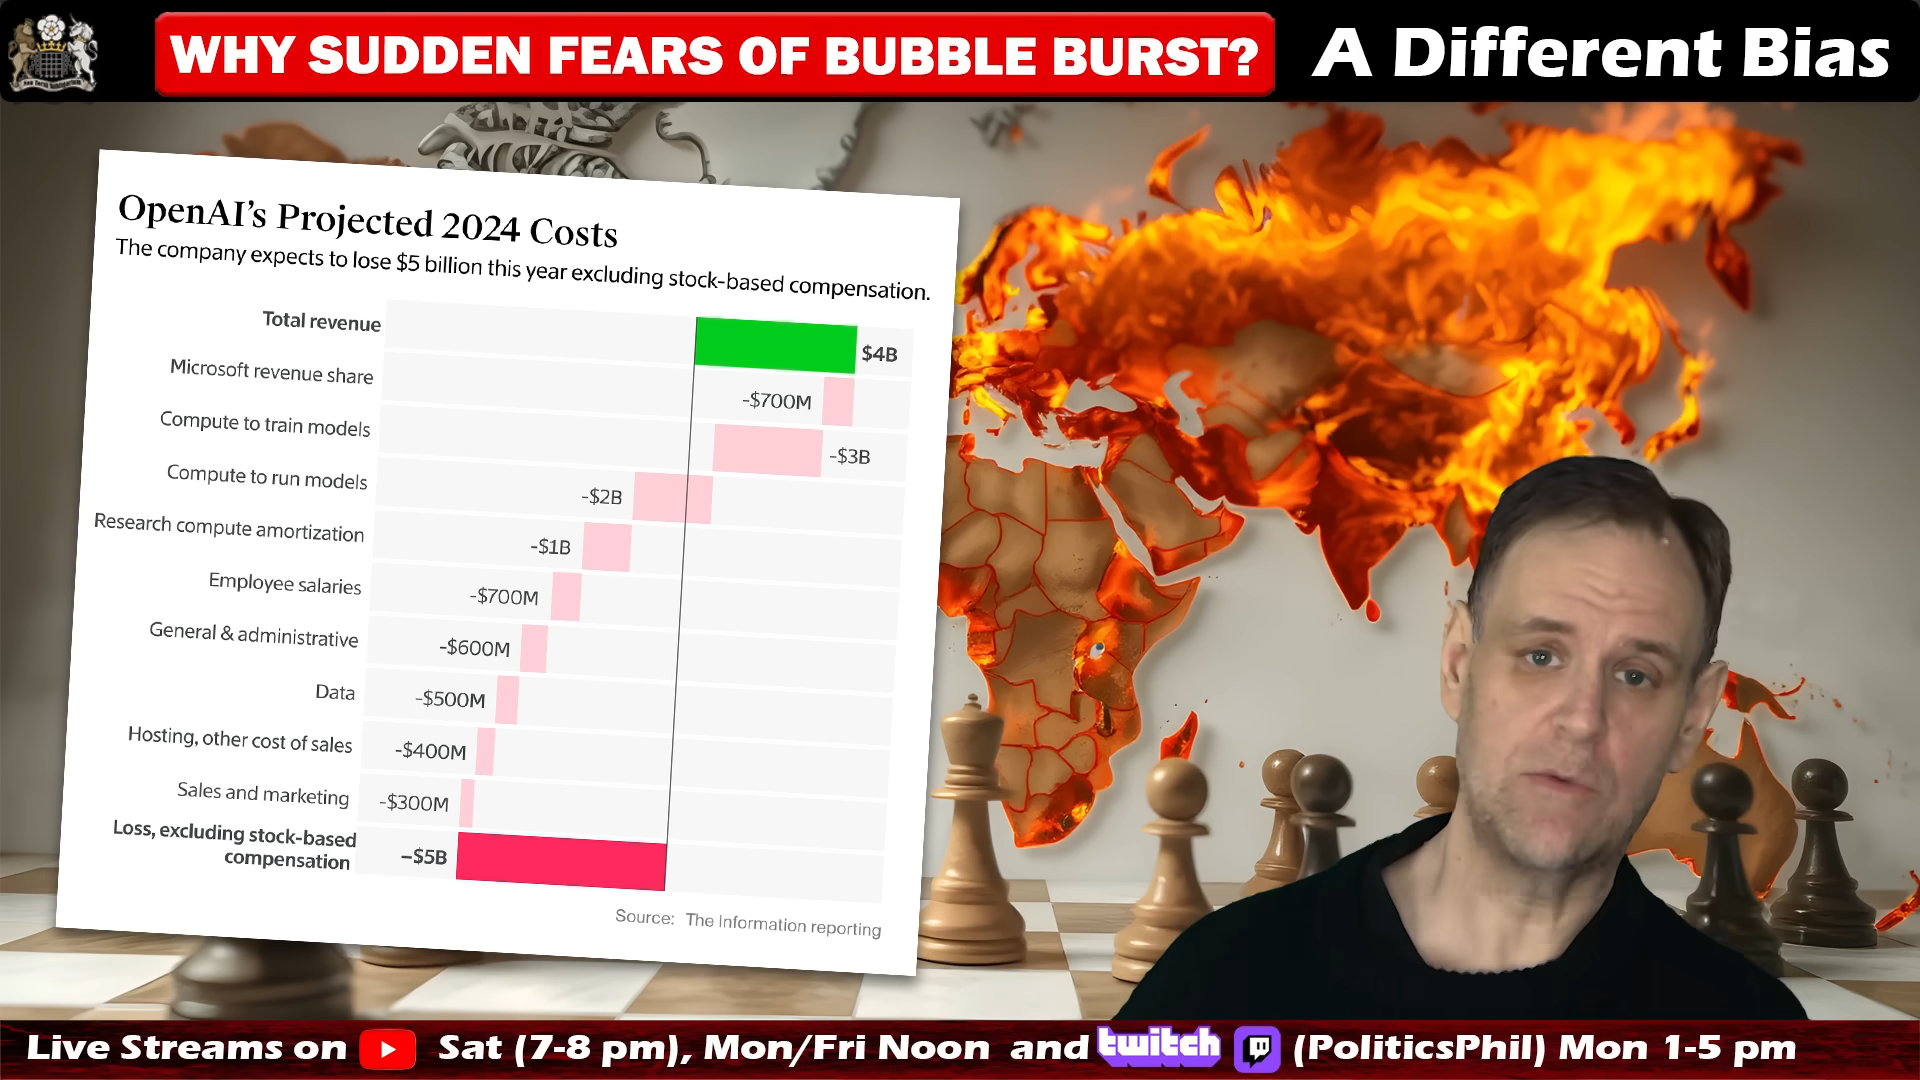 WHY SUDDEN FEARS OF BUBBLE BURST?
A Different Bias
OpenAI's Projected 2024 Costs
The company expects to lose $5 billion this year excluding stock-based compensation.
Total revenue
$4B
Microsoft revenue share
-$700M
Compute to train models
-$3B
Compute to run models
-$2B
Research compute amortization
-$1B
Employee salaries
-$700M
General & administrative
-$600M
Data
-$500M
Hosting, other cost of sales
-$400M
Sales and marketing
-$300M
Loss, excluding stock-based
compensation
–$5B
Source: The Information reporting
Live Streams on Sat (7-8 pm), Mon/Fri Noon and twitch (PoliticsPhil) Mon 1-5 pm